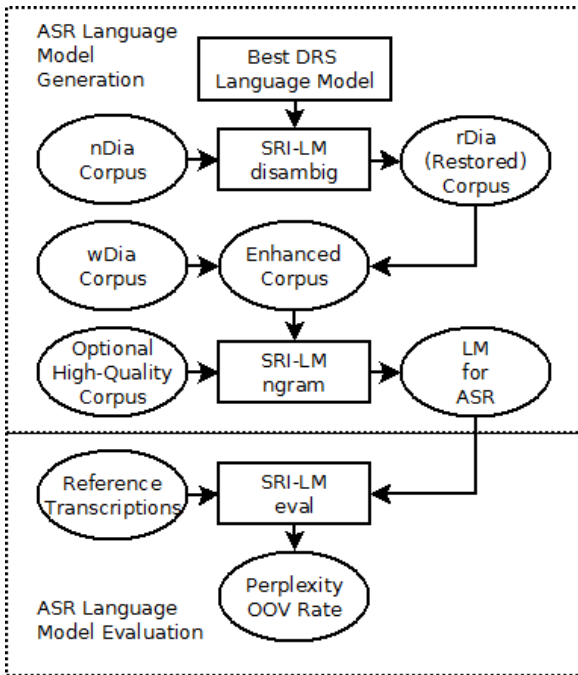 ASR Language
Model
Generation
Best DRS
Language Model
nDia
Corpus
SRI-LM
disambig
rDia
(Restored)
Corpus
wDia
Corpus
Enhanced
Corpus
Optional
High-Quality
Corpus
SRI-LM
ngram
LM
for
ASR
Reference
Transcriptions
SRI-LM
eval
Perplexity
OOV Rate
ASR Language
Model Evaluation